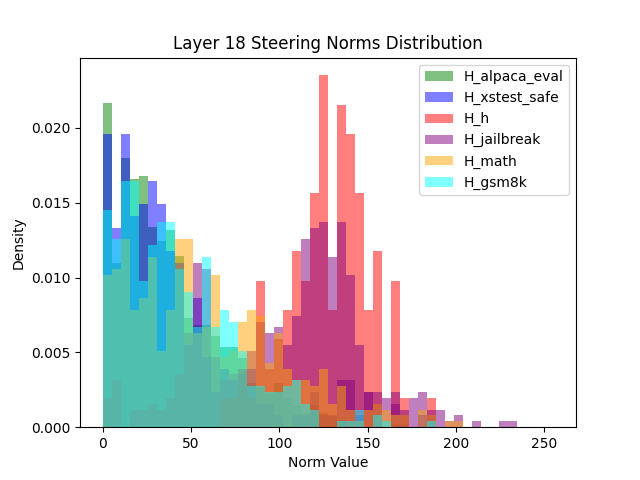 Layer 18 Steering Norms Distribution
H_alpaca_eval
H_xstest_safe
H_h
H_jailbreak
H_math
H_gsm8k
Density
0.020
0.015
0.010
0.005
0.000
0
50
100
150
200
250
Norm Value